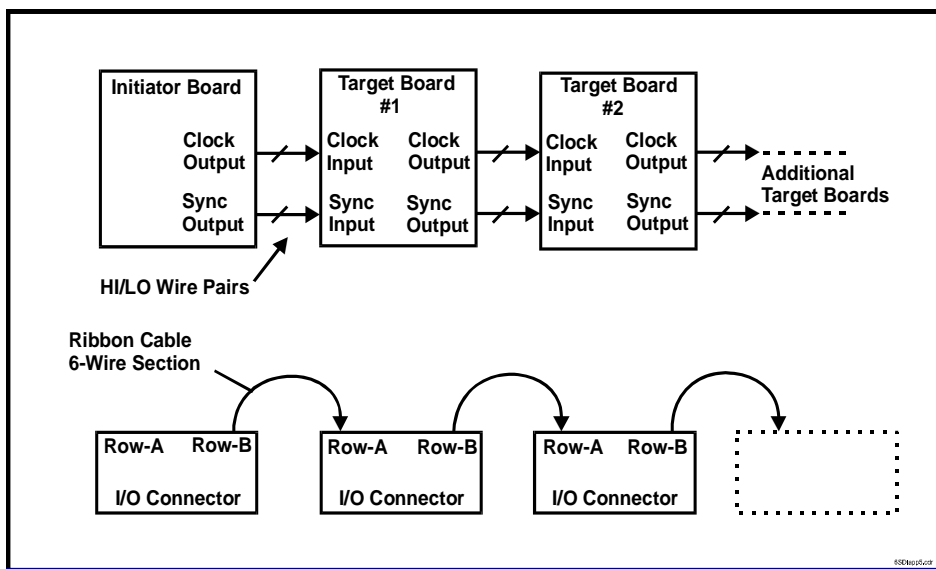 Initiator Board
Clock
Output
Sync
Output
Target Board
#1
Clock
Input
Clock
Output
Sync
Input
Sync
Output
Target Board
#2
Clock
Input
Clock
Output
Sync
Input
Sync
Output
Additional
Target Boards
HI/LO Wire Pairs
Ribbon Cable
6-Wire Section
Row-A Row-B
I/O Connector
Row-A Row-B
I/O Connector
Row-A Row-B
I/O Connector